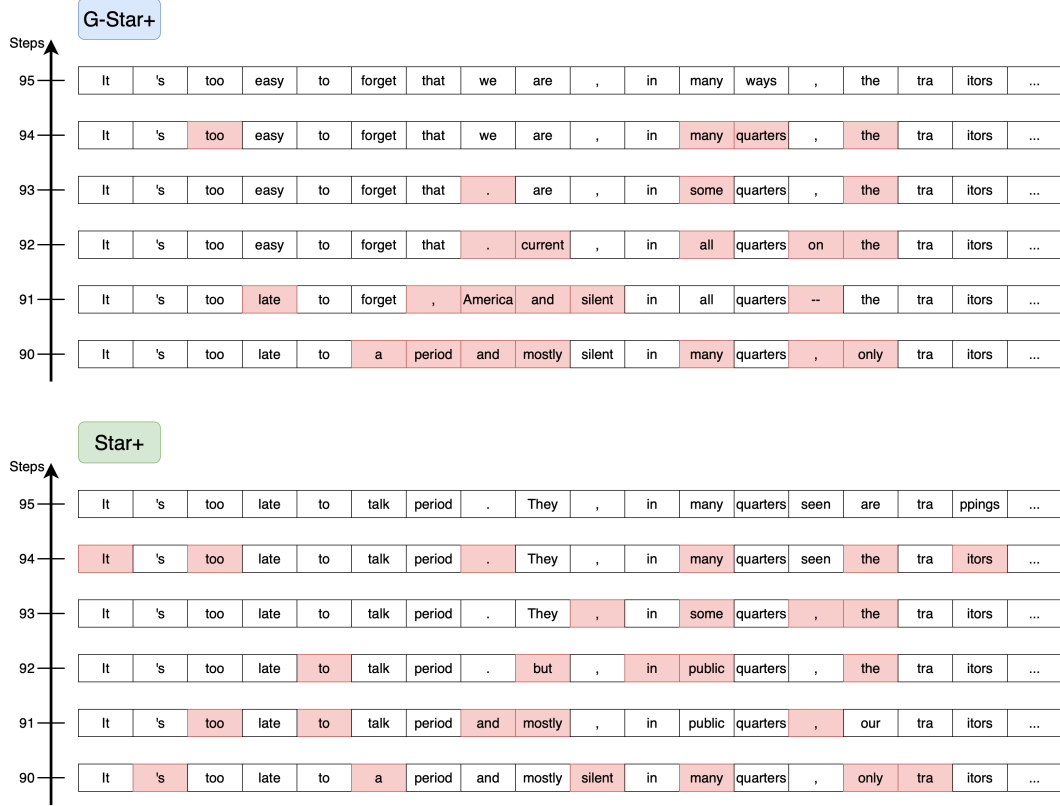 G-Star+
Steps
95 It 's too easy to forget that we are , in many ways , the tra itors ...
94 It 's too easy to forget that we are , in many quarters , the tra itors ...
93 It 's too easy to forget that . are , in some quarters , the tra itors ...
92 It 's too easy to forget that . current , in all quarters on the tra itors ...
91 It 's too late to forget , America and silent in all quarters -- the tra itors ...
90 It 's too late to a period and mostly silent in many quarters , only tra itors ...
Star+
Steps
95 It 's too late to talk period . They , in many quarters seen are tra ppings ...
94 It 's too late to talk period . They , in many quarters seen the tra itors ...
93 It 's too late to talk period . They , in some quarters , the tra itors ...
92 It 's too late to talk period . but , in public quarters , the tra itors ...
91 It 's too late to talk period and mostly , in public quarters , our tra itors ...
90 It 's too late to a period and mostly silent in many quarters , only tra itors ...